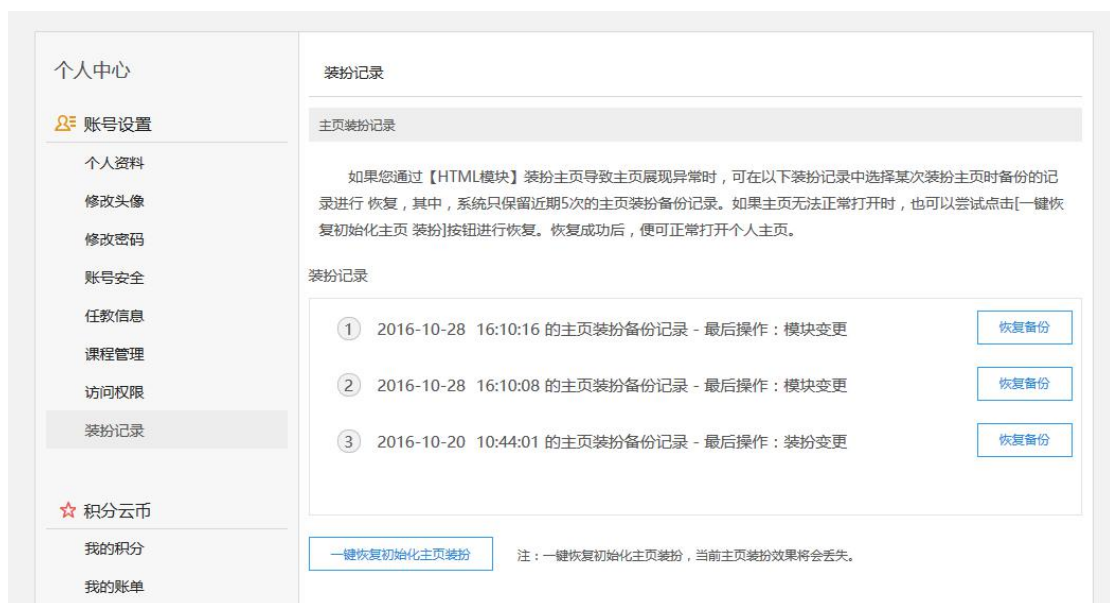 个人中心
账号设置
个人资料
修改头像
修改密码
账号安全
任教信息
课程管理
访问权限
装扮记录
积分云币
我的积分
我的账单
装扮记录
主页装扮记录
如果您通过【HTML模块】装扮主页导致主页展现异常时，可在以下装扮记录中选择某次装扮主页时备份的记
录进行 恢复，其中，系统只保留近期5次的主页装扮备份记录。如果主页无法正常打开时，也可以尝试点击[一键恢
复初始化主页 装扮]按钮进行恢复。恢复成功后，便可正常打开个人主页。
装扮记录
1 2016-10-28 16:10:16 的主页装扮备份记录 - 最后操作：模块变更 恢复备份
2 2016-10-28 16:10:08 的主页装扮备份记录 - 最后操作：模块变更 恢复备份
3 2016-10-20 10:44:01 的主页装扮备份记录 - 最后操作：装扮变更 恢复备份
一键恢复初始化主页装扮 注：一键恢复初始化主页装扮，当前主页装扮效果将会丢失。